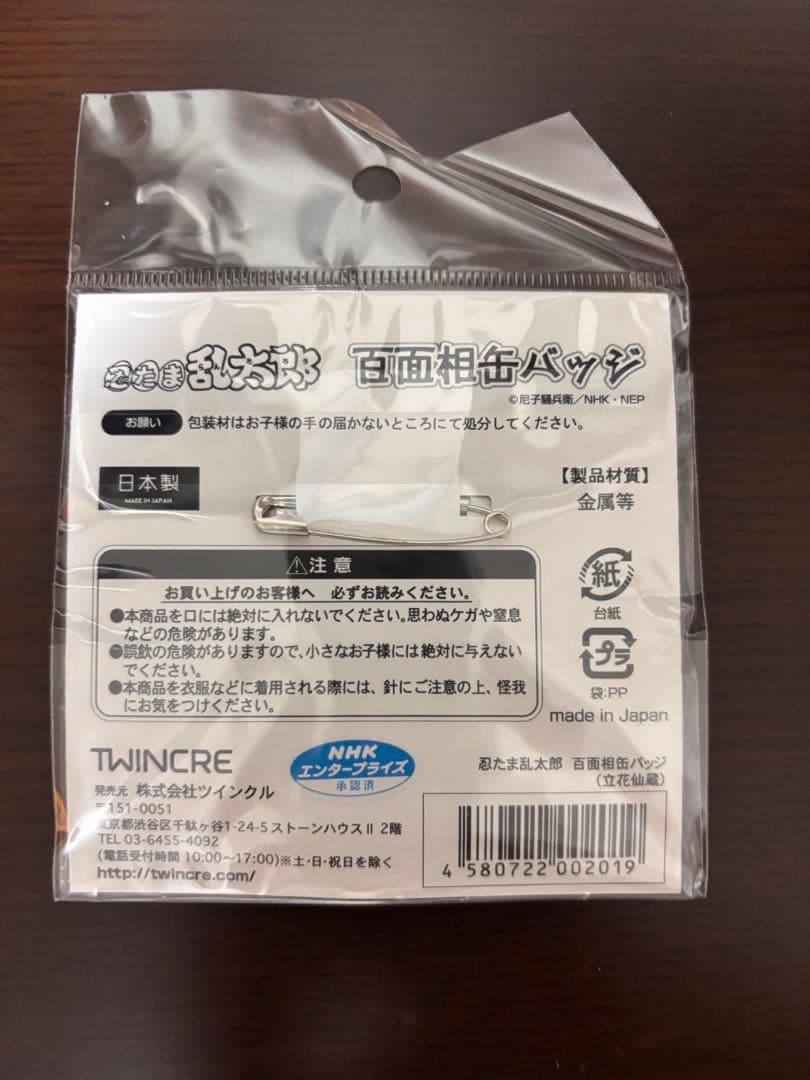 忍たま乱太郎 百面相缶バッジ
©尼子騒兵衛/NHK・NEP
お願い 包装材はお子様の手の届かないところにて処分してください。
日本製
MADE IN JAPAN
【製品材質】
金属等
⚠注意
お買い上げのお客様へ 必ずお読みください。
●本商品を口には絶対に入れないでください。思わぬケガや窒息
などの危険があります。
●誤飲の危険がありますので、小さなお子様には絶対に与えない
でください。
●本商品を衣服などに着用される際には、針にご注意の上、怪我
にお気をつけください。
紙
台紙
プラ
袋:PP
made in Japan
TWINCRE
NHK
エンタープライズ
承認済
発売元 株式会社ツインクル
〒151-0051
東京都渋谷区千駄ヶ谷1-24-5ストーンハウスⅡ 2階
TEL 03-6455-4092
(電話受付時間 10:00~17:00)※土・日・祝日を除く
http://twincre.com/
忍たま乱太郎 百面相缶バッジ
(立花仙蔵)
4 580722 002019